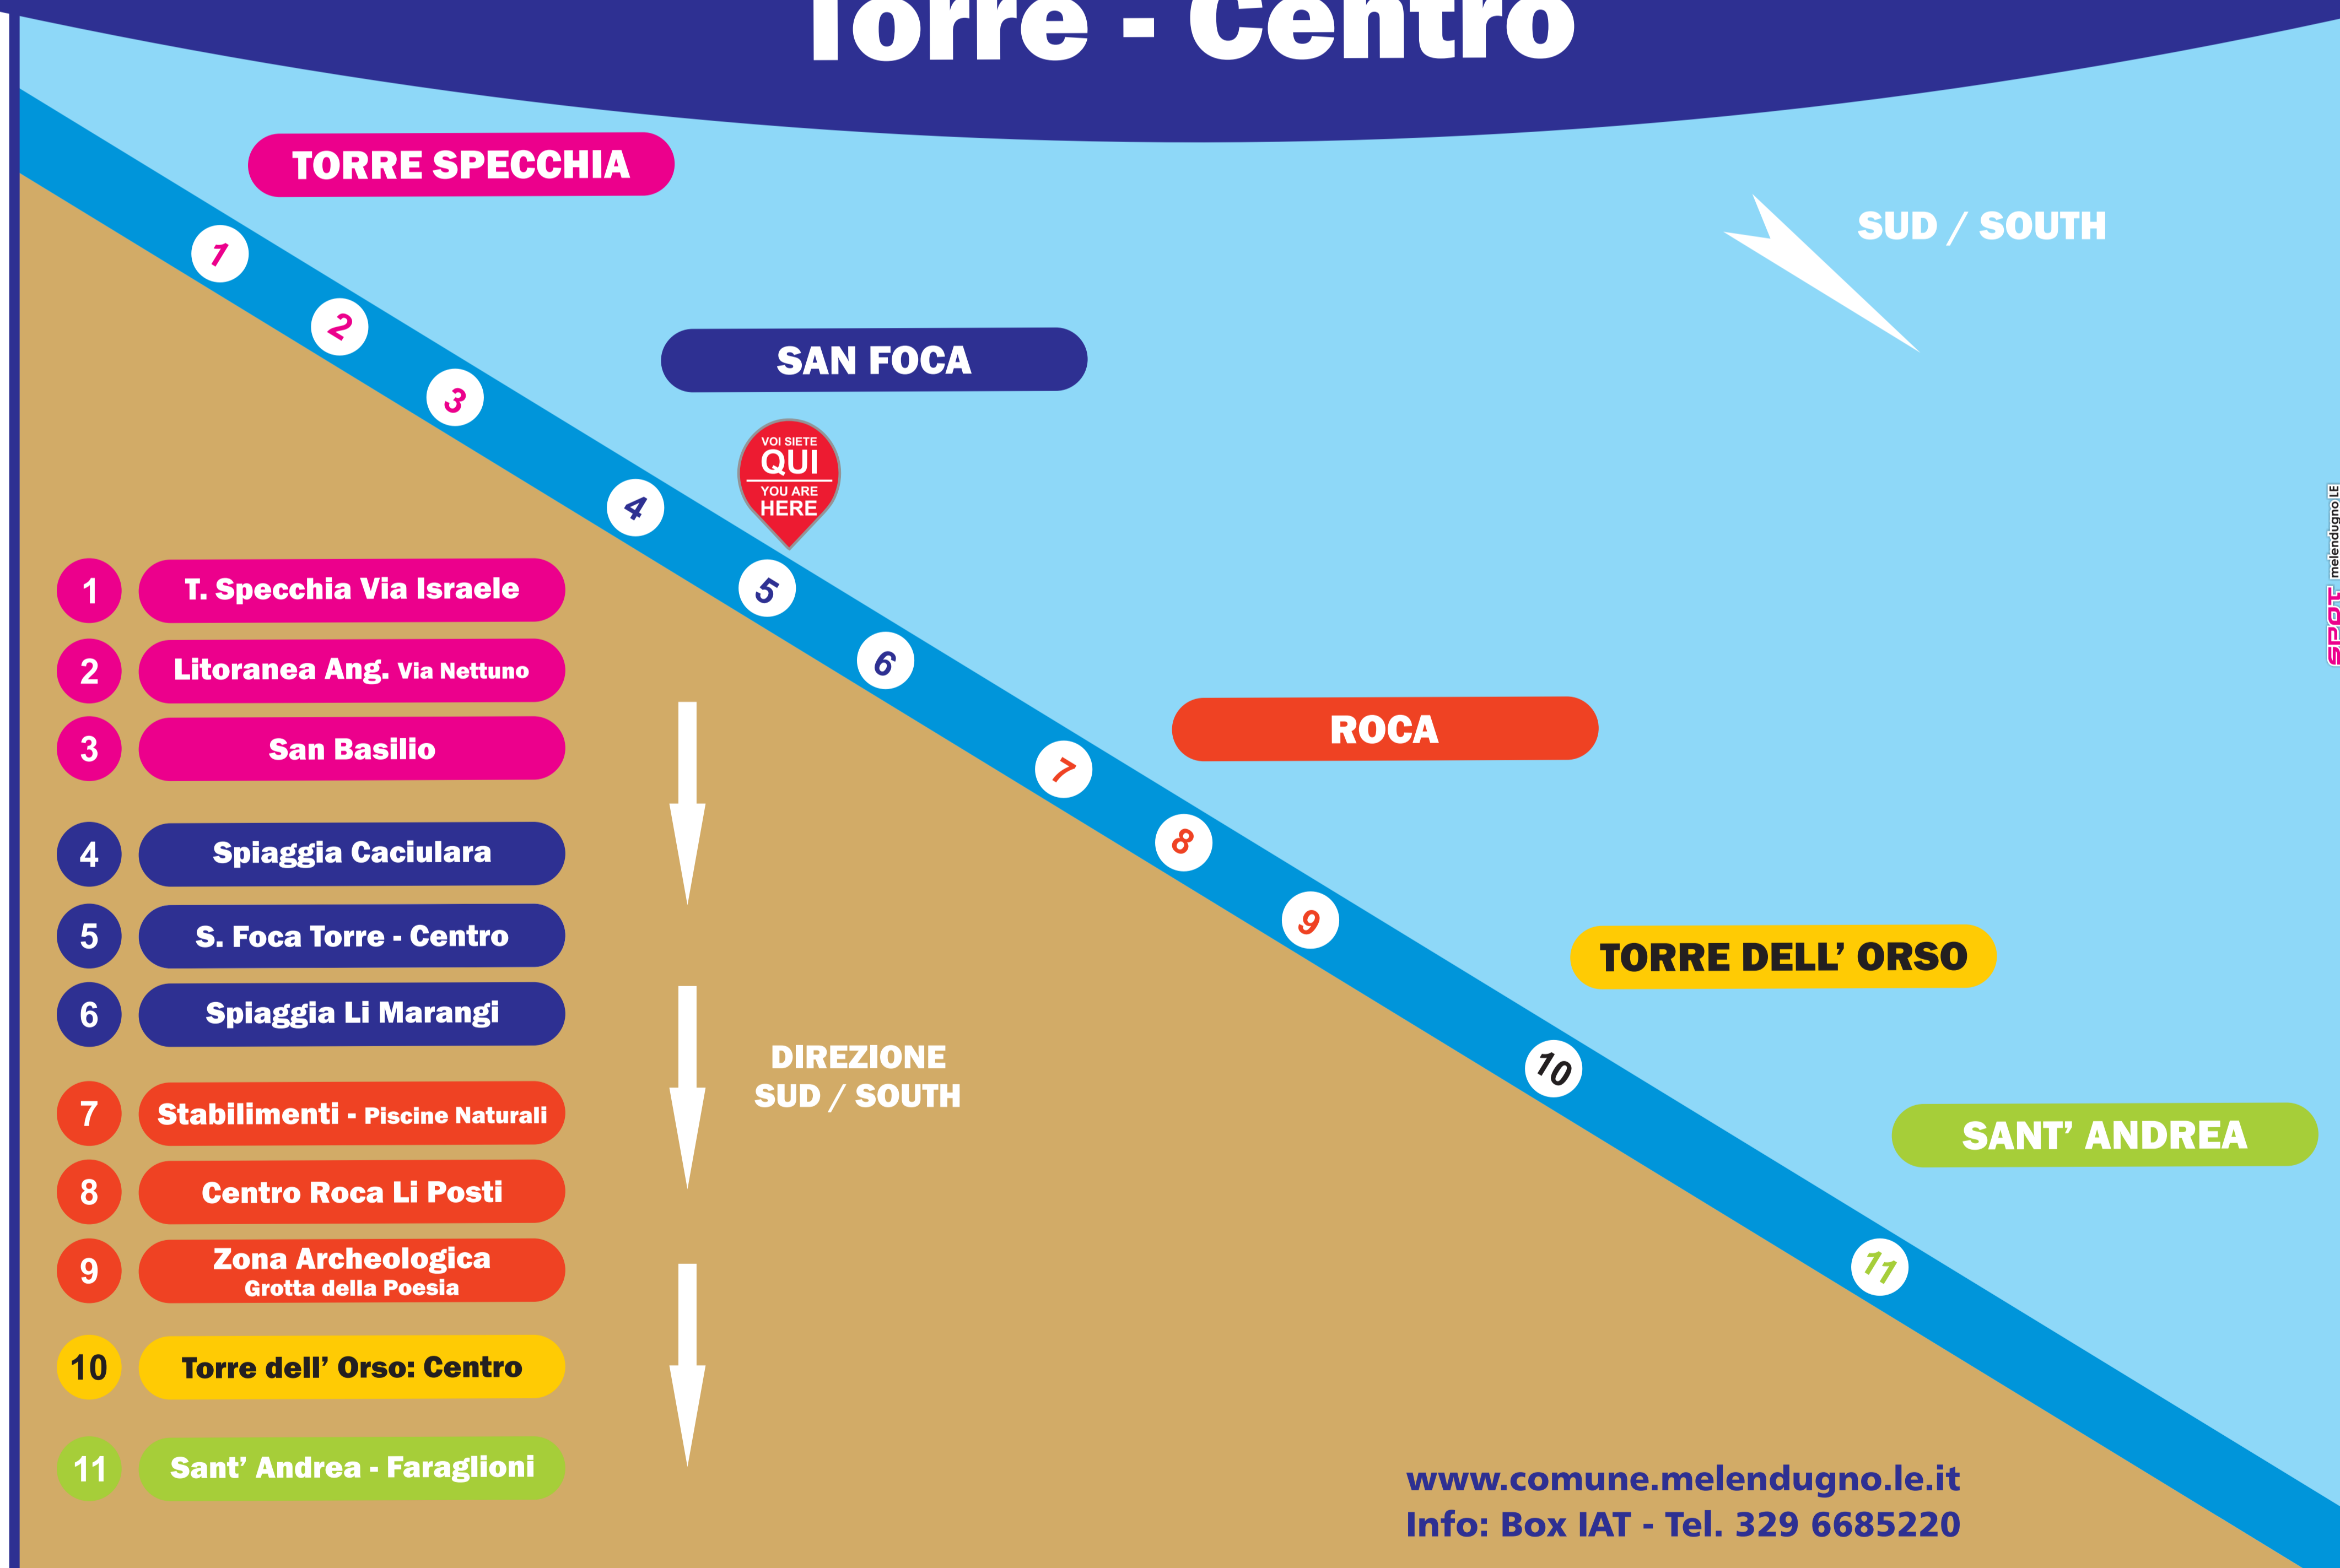 Torre - Centro
TORRE SPECCHIA
SUD / SOUTH
1
2
3
SAN FOCA
VOI SIETE
QUI
YOU ARE
HERE
4
5
6
ROCA
7
8
9
TORRE DELL’ ORSO
10
SANT’ ANDREA
11
1 T. Specchia Via Israele
2 Litoranea Ang. Via Nettuno
3 San Basilio
4 Spiaggia Caciulara
5 S. Foca Torre - Centro
6 Spiaggia Li Marangi
7 Stabilimenti - Piscine Naturali
8 Centro Roca Li Posti
9 Zona Archeologica
Grotta della Poesia
10 Torre dell’ Orso: Centro
11 Sant’ Andrea - Faraglioni
DIREZIONE
SUD / SOUTH
www.comune.melendugno.le.it
Info: Box IAT - Tel. 329 6685220
SPOT melendugno LE